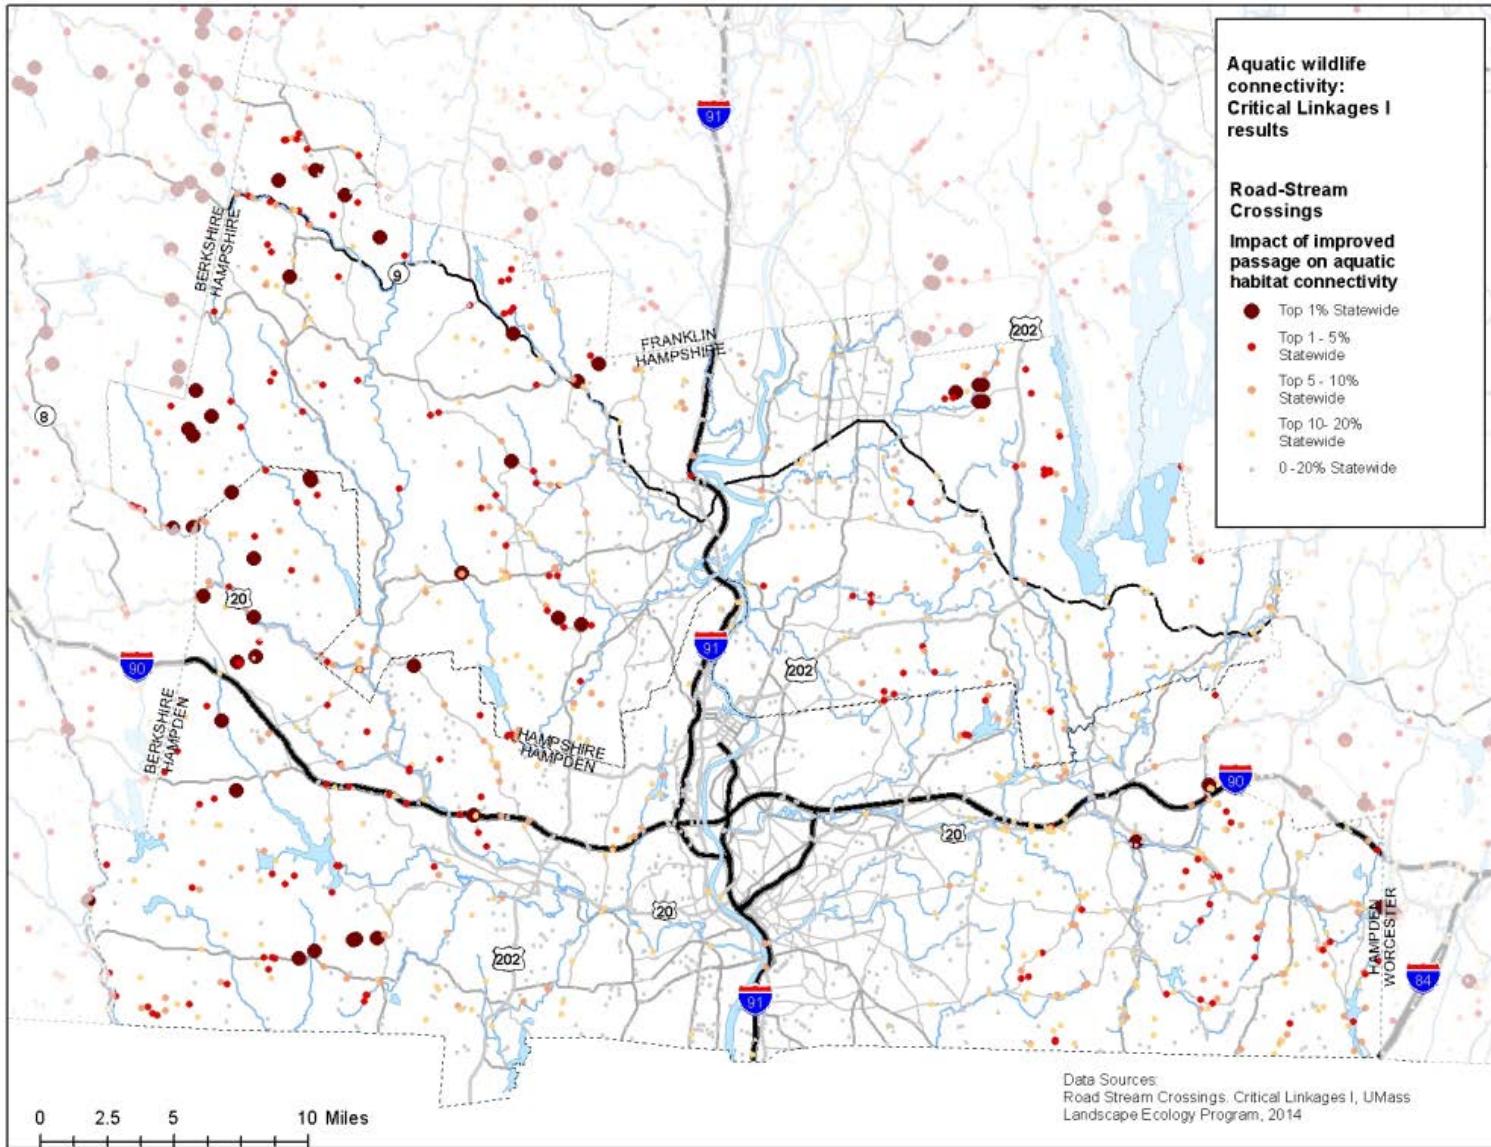 Aquatic wildlife
connectivity:
Critical Linkages I
results
Road-Stream
Crossings
Impact of improved
passage on aquatic
habitat connectivity
Top 1% Statewide
Top 1 - 5%
Statewide
Top 5 - 10%
Statewide
Top 10- 20%
Statewide
0 -20% Statewide
91
BERKSHIRE
HAMPSHIRE
9
FRANKLIN
HAMPSHIRE
202
8
20
91
202
90
BERKSHIRE
HAMPDEN
HAMPSHIRE
HAMPDEN
90
20
20
202
HAMPDEN
WORCESTER
84
91
Data Sources:
Road Stream Crossings. Critical Linkages I, UMass
Landscape Ecology Program, 2014
0 2.5 5 10 Miles